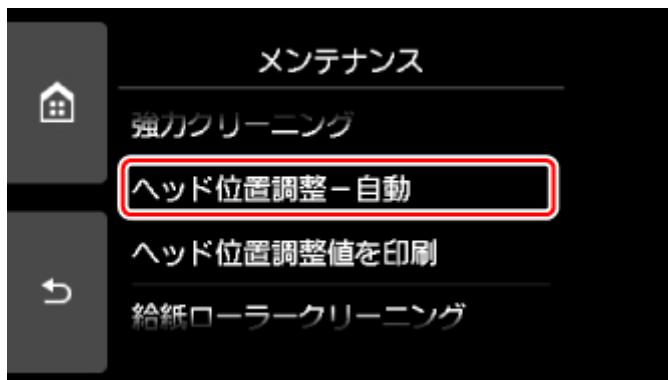 メンテナンス
強力クリーニング
ヘッド位置調整－自動
ヘッド位置調整値を印刷
給紙ローラークリーニング